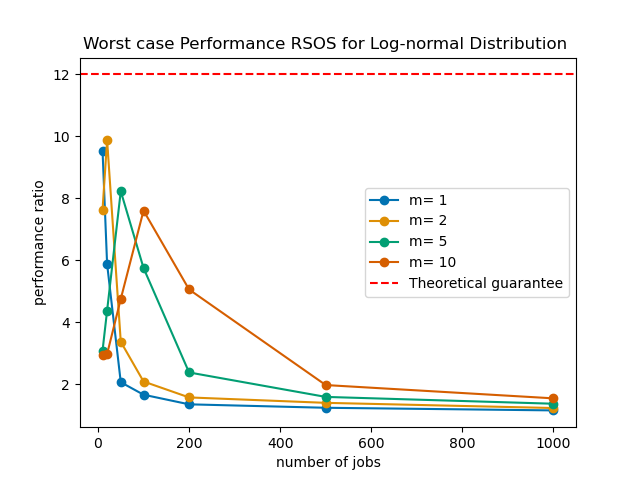 Worst case Performance RSOS for Log-normal Distribution
12
10
8
6
4
2
performance ratio
m= 1
m= 2
m= 5
m= 10
Theoretical guarantee
0 200 400 600 800 1000
number of jobs